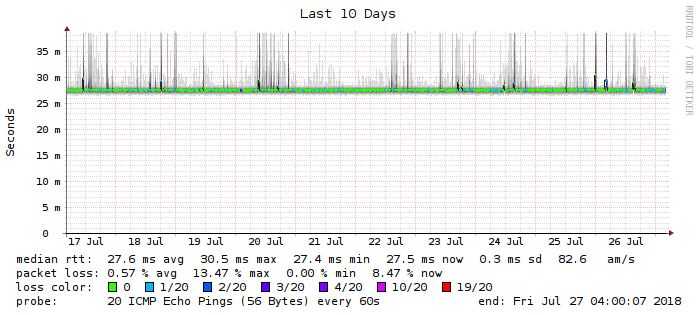 Last 10 Days
RRDTOOL / TOBI OETIKER
Seconds
35 m
30 m
25 m
20 m
15 m
10 m
5 m
0
17 Jul 18 Jul 19 Jul 20 Jul 21 Jul 22 Jul 23 Jul 24 Jul 25 Jul 26 Jul
median rtt: 27.6 ms avg 30.5 ms max 27.4 ms min 27.5 ms now 0.3 ms sd 82.6 am/s
packet loss: 0.57 % avg 13.47 % max 0.00 % min 8.47 % now
loss color: 0 1/20 2/20 3/20 4/20 10/20 19/20
probe: 20 ICMP Echo Pings (56 Bytes) every 60s end: Fri Jul 27 04:00:07 2018